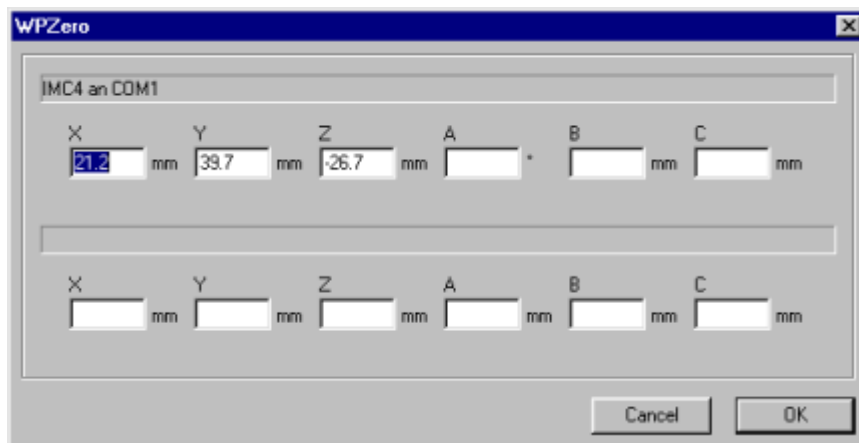 WPZero
IMC4 an COM1
X Y Z A B C
21.2 mm 39.7 mm -26.7 mm ° mm mm
X Y Z A B C
mm mm mm mm mm mm
Cancel OK